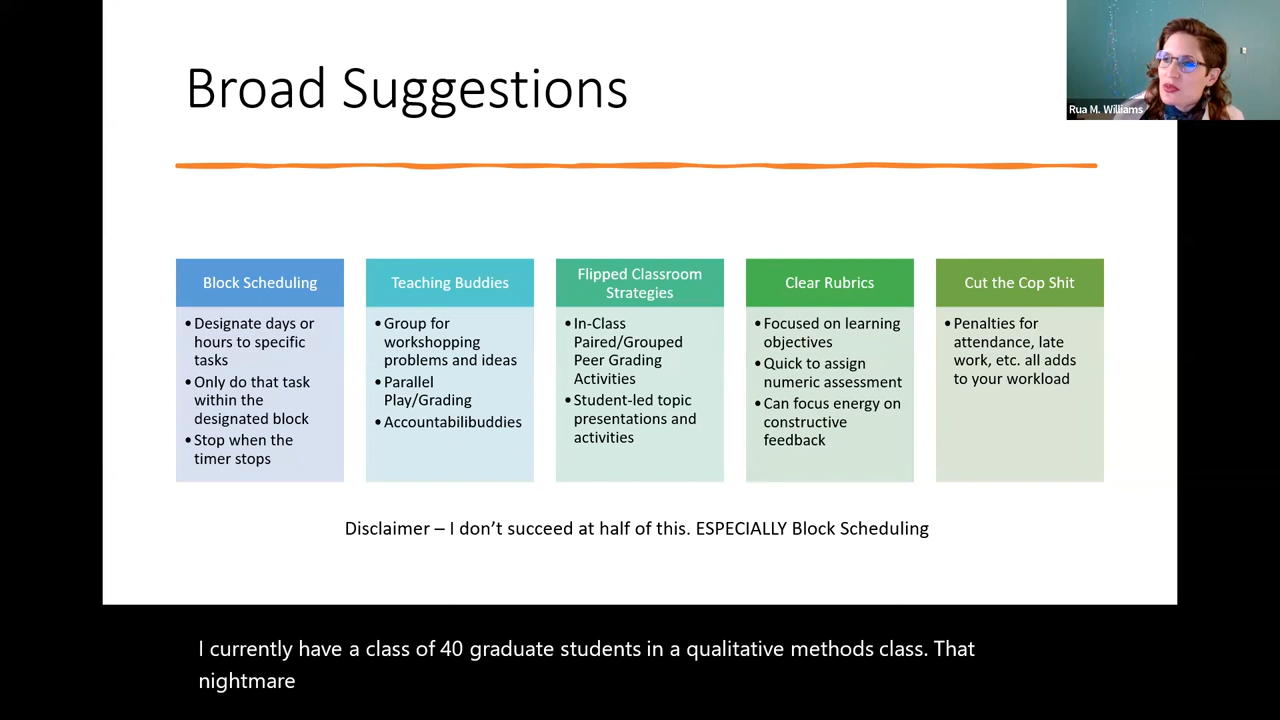 Broad Suggestions
Rua M. Williams
Block Scheduling
•Designate days or
hours to specific
tasks
•Only do that task
within the
designated block
•Stop when the
timer stops
Teaching Buddies
•Group for
workshopping
problems and ideas
•Parallel
Play/Grading
•Accountabilibuddies
Flipped Classroom
Strategies
•In-Class
Paired/Grouped
Peer Grading
Activities
•Student-led topic
presentations and
activities
Clear Rubrics
•Focused on learning
objectives
•Quick to assign
numeric assessment
•Can focus energy on
constructive
feedback
Cut the Cop Shit
•Penalties for
attendance, late
work, etc. all adds
to your workload
Disclaimer – I don’t succeed at half of this. ESPECIALLY Block Scheduling
I currently have a class of 40 graduate students in a qualitative methods class. That
nightmare